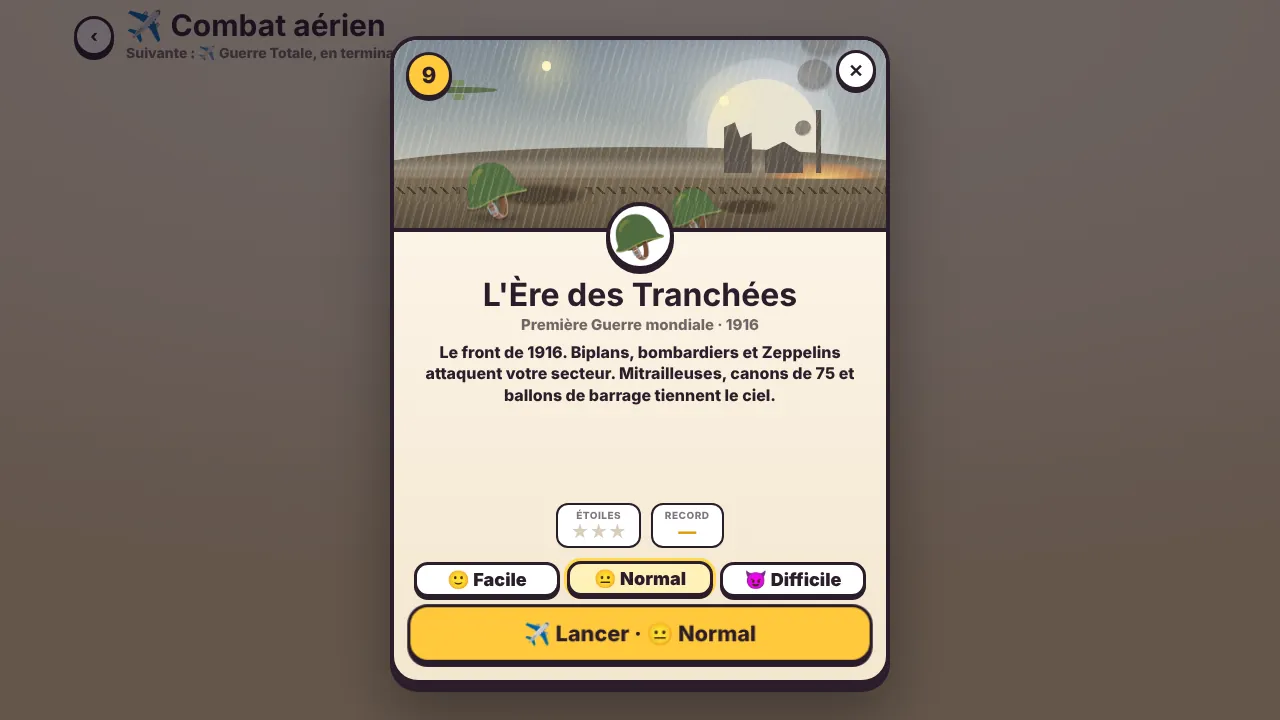 ✈️ Combat aérien
Suivante : ✈️ Guerre Totale, en termina
9
L'Ère des Tranchées
Première Guerre mondiale · 1916
Le front de 1916. Biplans, bombardiers et Zeppelins
attaquent votre secteur. Mitrailleuses, canons de 75 et
ballons de barrage tiennent le ciel.
ÉTOILES
★★★
RECORD
—
🙂 Facile
😐 Normal
😈 Difficile
✈️ Lancer · 😐 Normal